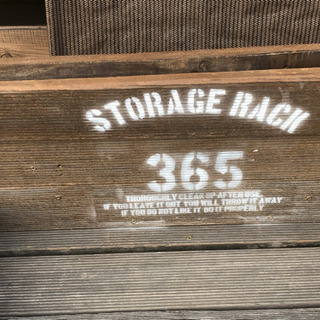 STORAGE RACK
365
THOROUGHLY CLEAN UP AFTER USE.
IF YOU LEAVE IT OUT YOU WILL THROW IT AWAY
IF YOU DO NOT LIKE IT DO IT PROPERLY